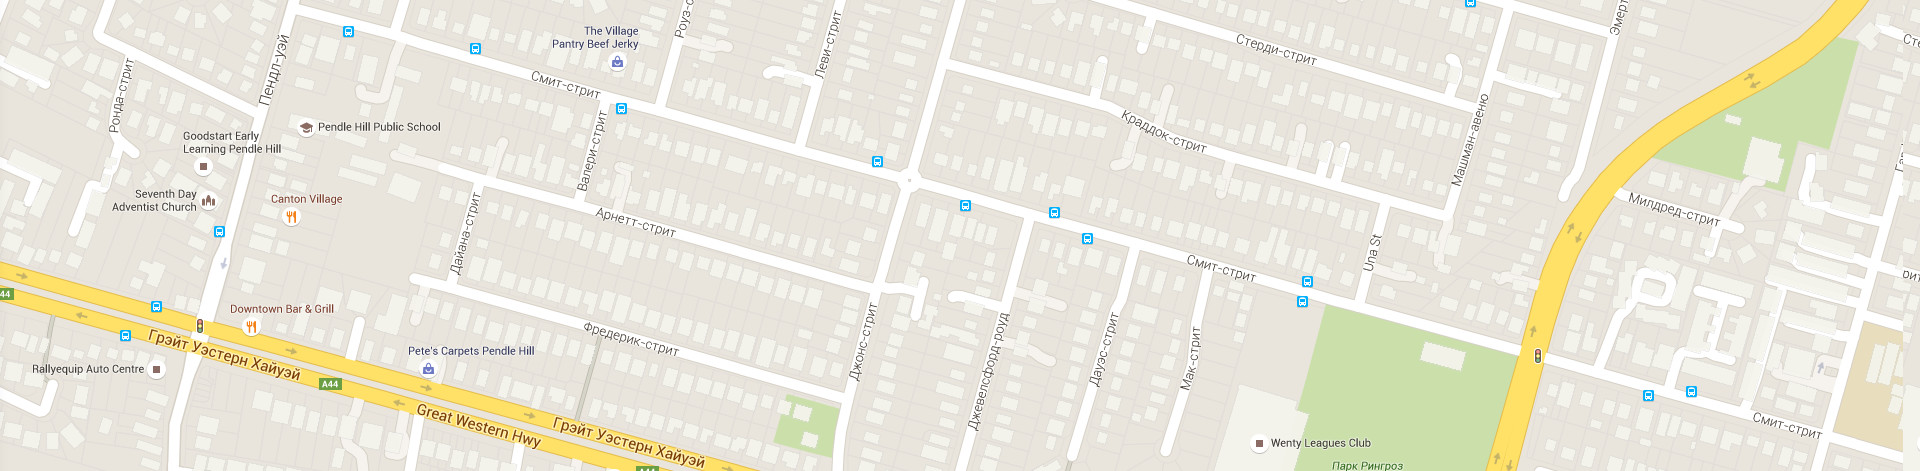 Ронда-стрит
Пендл-уэй
Goodstart Early
Learning Pendle Hill
Pendle Hill Public School
Seventh Day
Adventist Church
Canton Village
Downtown Bar & Grill
A44
Грэйт Уэстерн Хайуэй
Rallyequip Auto Centre
A44
Pete's Carpets Pendle Hill
Great Western Hwy
Грэйт Уэстерн Хайуэй
A44
The Village
Pantry Beef Jerky
Смит-стрит
Леви-стрит
Валери-стрит
Дайана-стрит
Арнетт-стрит
Фредерик-стрит
Джонс-стрит
Джевелсфорд-роуд
Дауэс-стрит
Мак-стрит
Смит-стрит
Una St
Краддок-стрит
Стерди-стрит
Машман-авеню
Милдред-стрит
Wenty Leagues Club
Парк Рингроз
Смит-стрит